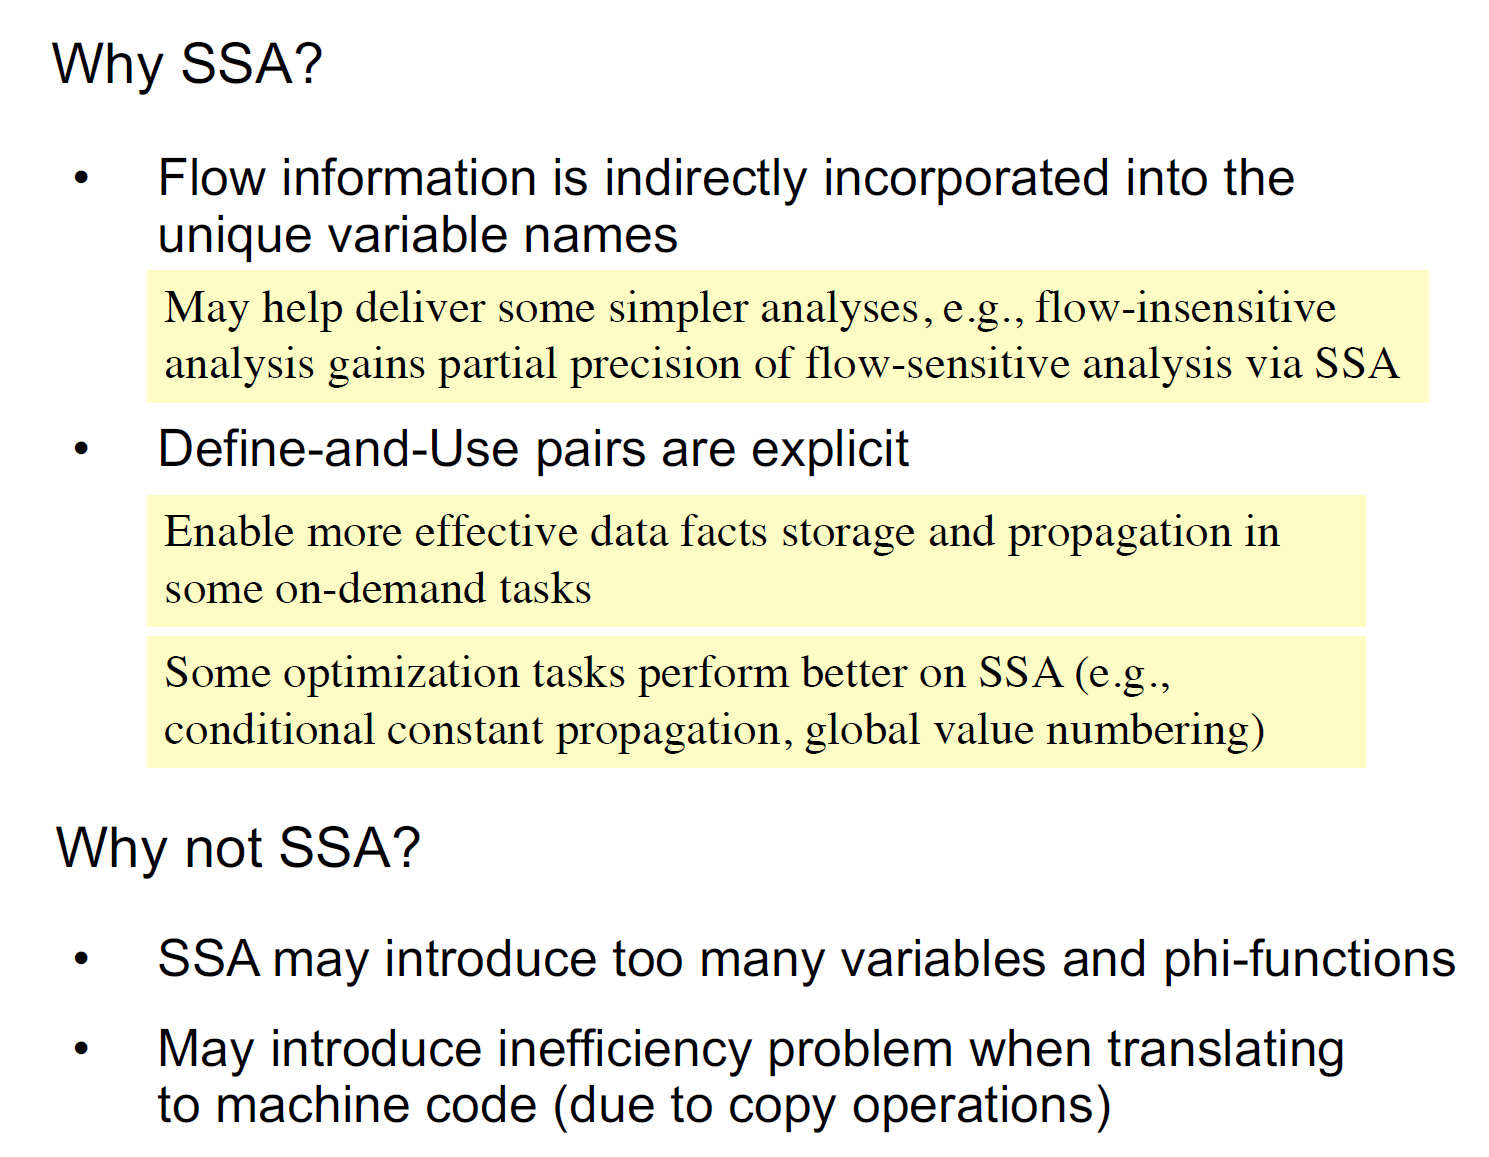 Why SSA?
• Flow information is indirectly incorporated into the
unique variable names
May help deliver some simpler analyses, e.g., flow-insensitive
analysis gains partial precision of flow-sensitive analysis via SSA
• Define-and-Use pairs are explicit
Enable more effective data facts storage and propagation in
some on-demand tasks
Some optimization tasks perform better on SSA (e.g.,
conditional constant propagation, global value numbering)
Why not SSA?
• SSA may introduce too many variables and phi-functions
• May introduce inefficiency problem when translating
to machine code (due to copy operations)